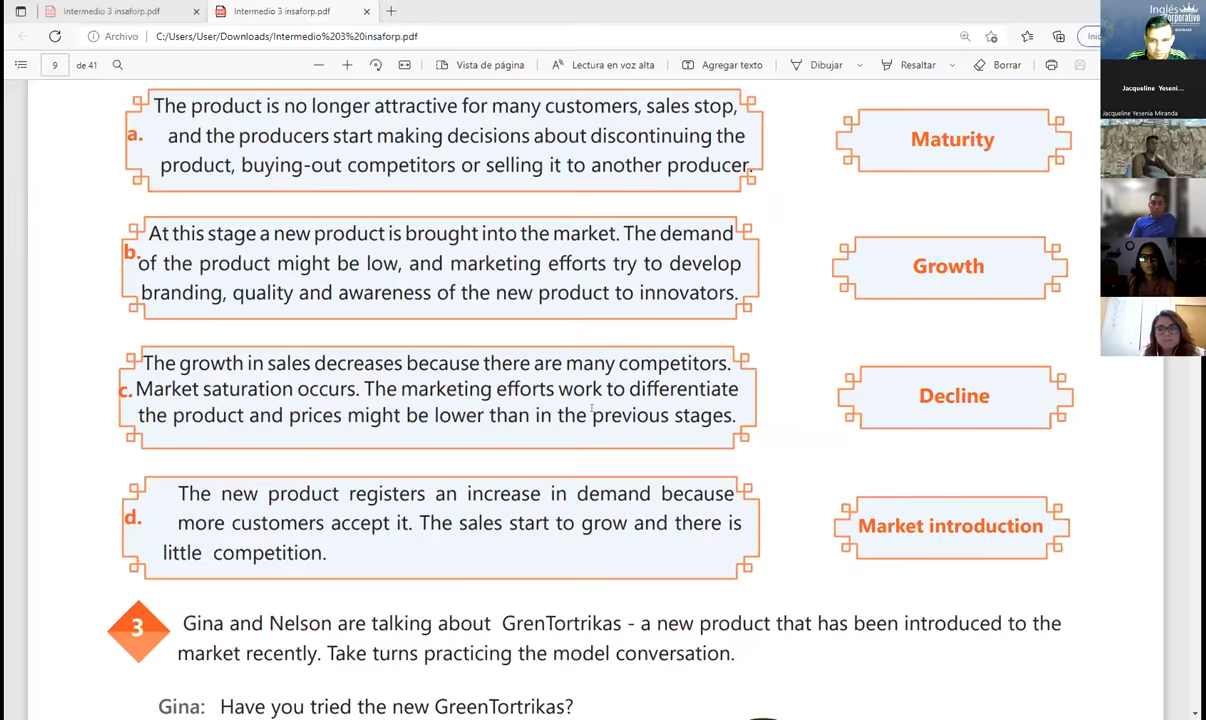 Intermedio 3 insaforp.pdf
Intermedio 3 insaforp.pdf
Archivo
C:/Users/User/Downloads/Intermedio%203%20insaforp.pdf
9
de 41
Vista de página
Lectura en voz alta
Agregar texto
Dibujar
Resaltar
Borrar
Inglés
Corporativo
Jacqueline Yeseni...
Jacqueline Yesenia Miranda
a.
The product is no longer attractive for many customers, sales stop,
and the producers start making decisions about discontinuing the
product, buying-out competitors or selling it to another producer.
Maturity
b.
At this stage a new product is brought into the market. The demand
of the product might be low, and marketing efforts try to develop
branding, quality and awareness of the new product to innovators.
Growth
c.
The growth in sales decreases because there are many competitors.
Market saturation occurs. The marketing efforts work to differentiate
the product and prices might be lower than in the previous stages.
Decline
d.
The new product registers an increase in demand because
more customers accept it. The sales start to grow and there is
little competition.
Market introduction
3
Gina and Nelson are talking about GrenTortrikas - a new product that has been introduced to the
market recently. Take turns practicing the model conversation.
Gina: Have you tried the new GreenTortrikas?